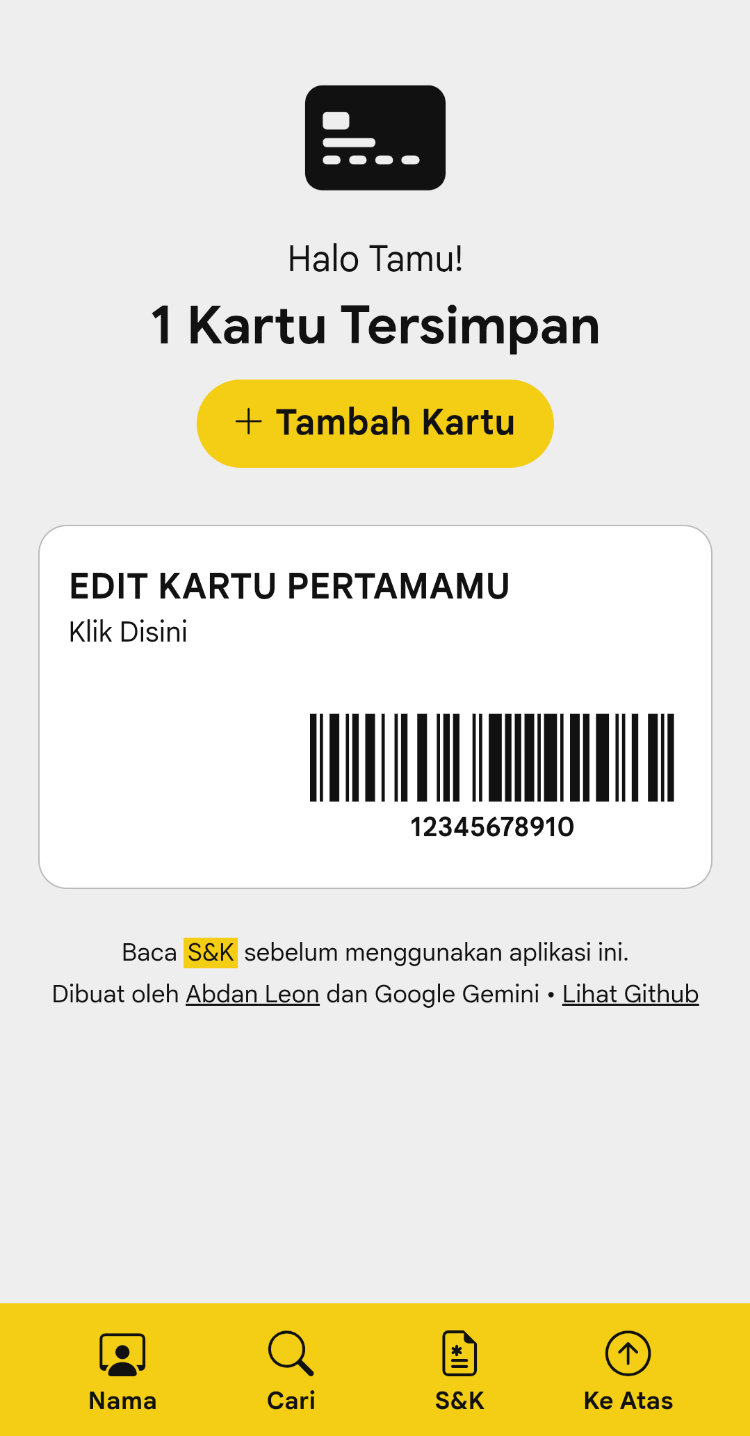 Halo Tamu!
1 Kartu Tersimpan
+ Tambah Kartu
EDIT KARTU PERTAMAMU
Klik Disini
12345678910
Baca S&K sebelum menggunakan aplikasi ini.
Dibuat oleh Abdan Leon dan Google Gemini • Lihat Github
Nama Cari S&K Ke Atas